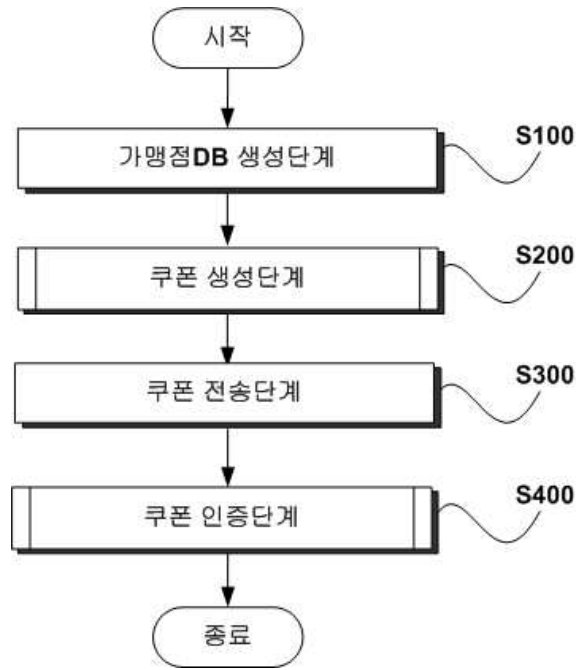 시작
가맹점DB 생성단계
S100
쿠폰 생성단계
S200
쿠폰 전송단계
S300
쿠폰 인증단계
S400
종료